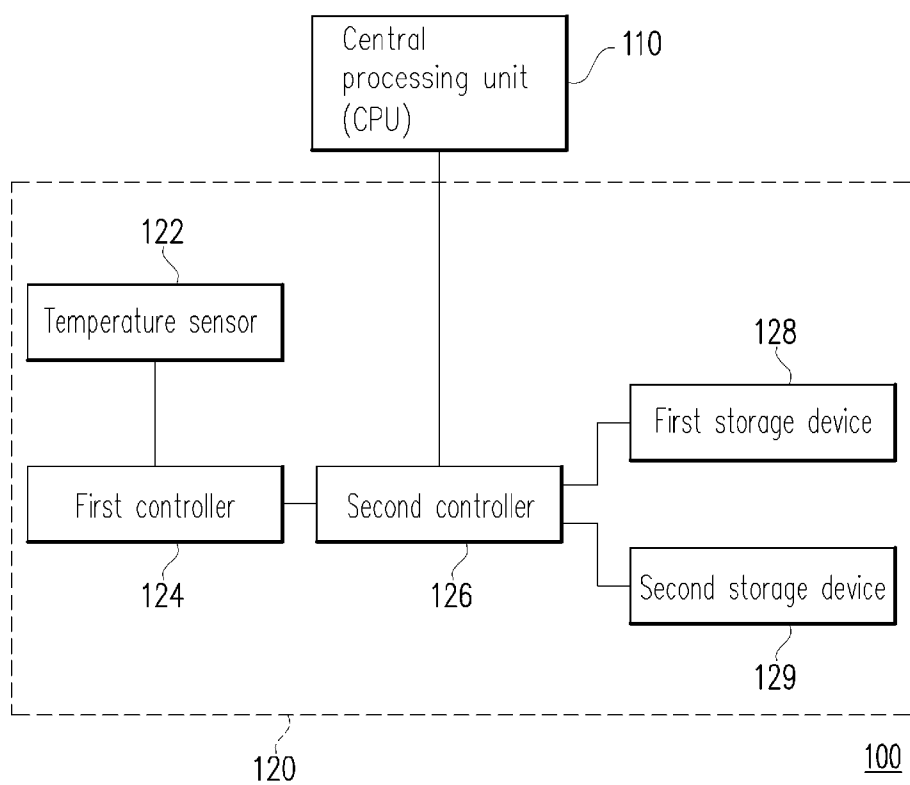 Central
processing unit
(CPU)
110
122
Temperature sensor
128
First storage device
First controller
Second controller
124
126
Second storage device
129
120
100